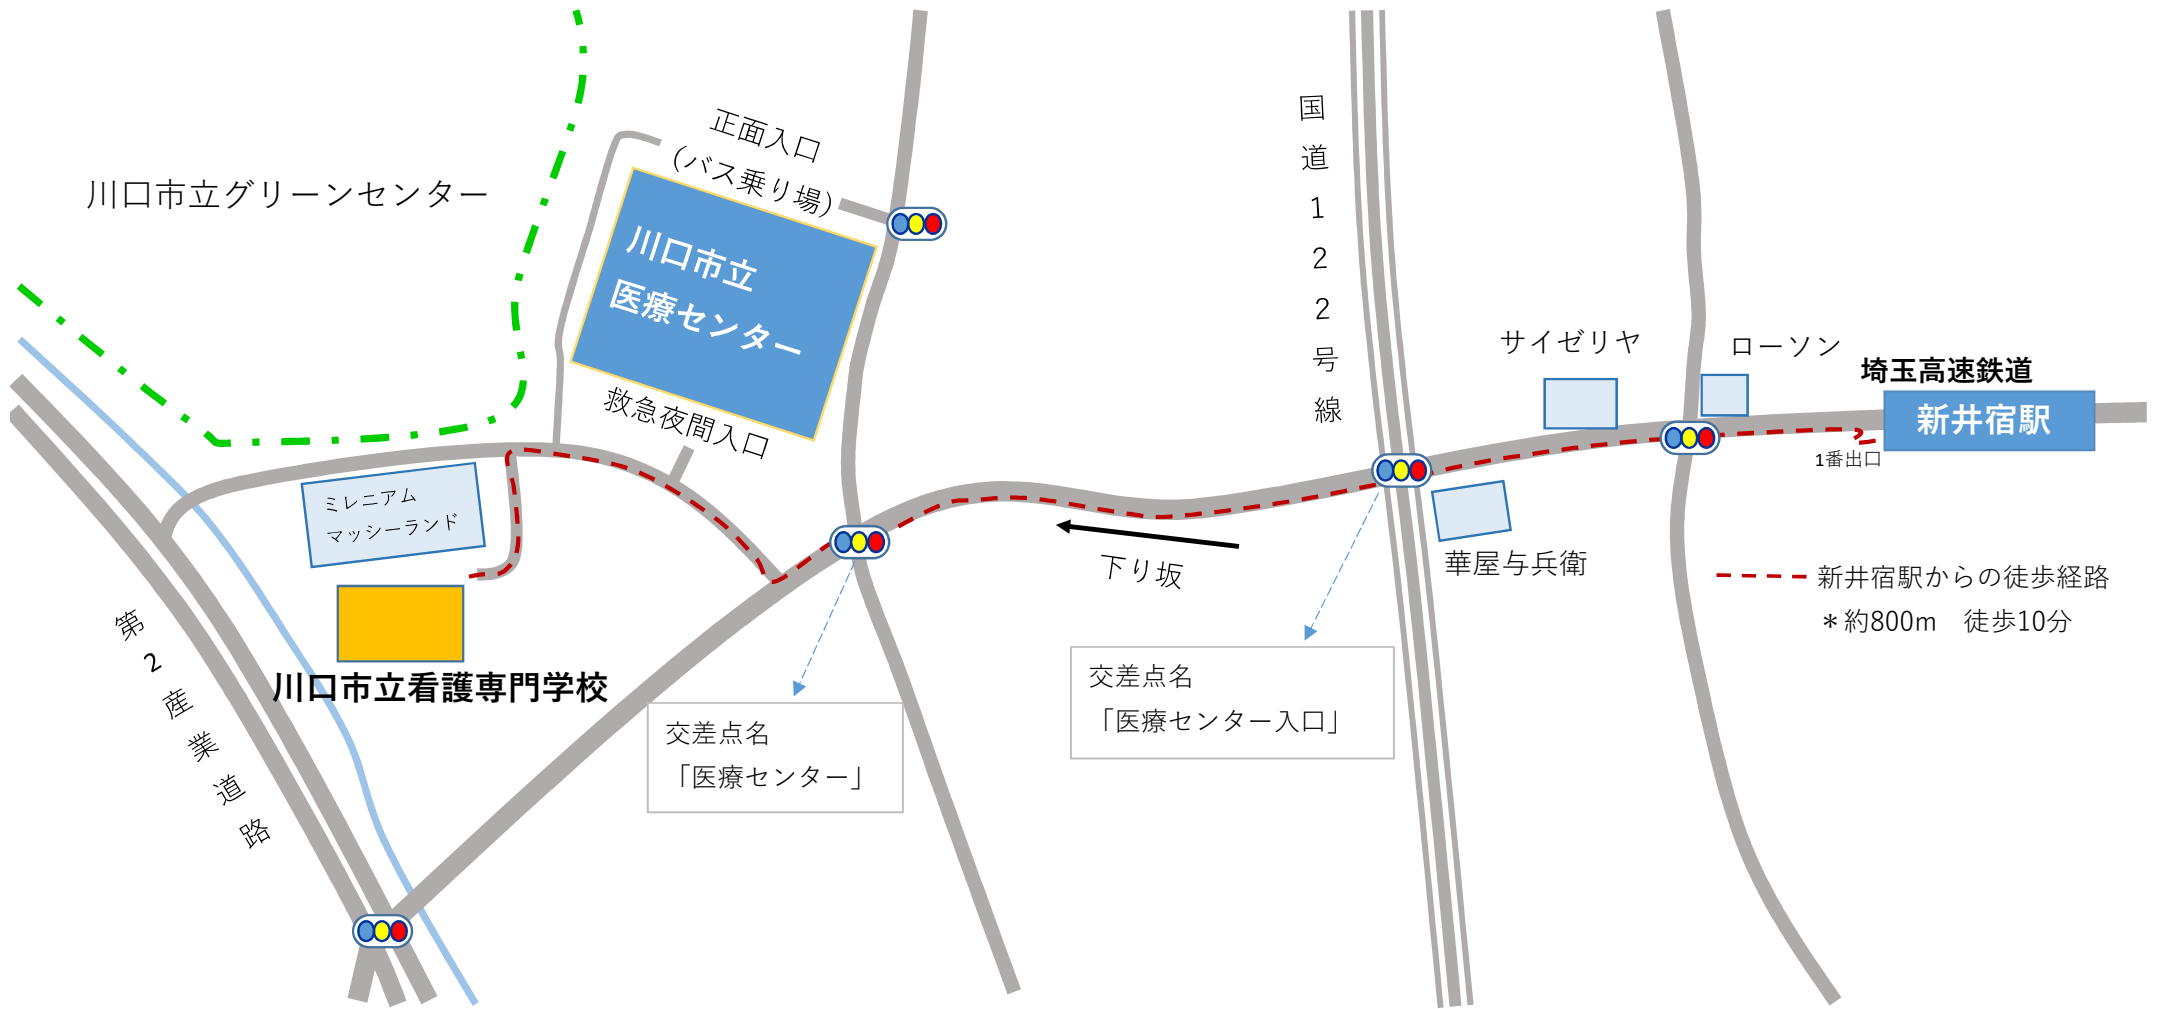 川口市立グリーンセンター
正面入口
(バス乗り場)
川口市立
医療センター
救急夜間入口
国道122号線
サイゼリヤ
ローソン
埼玉高速鉄道
新井宿駅
1番出口
華屋与兵衛
下り坂
ミレニアム
マッシーランド
川口市立看護専門学校
第2産業道路
交差点名
「医療センター」
交差点名
「医療センター入口」
新井宿駅からの徒歩経路
＊約800m　徒歩10分